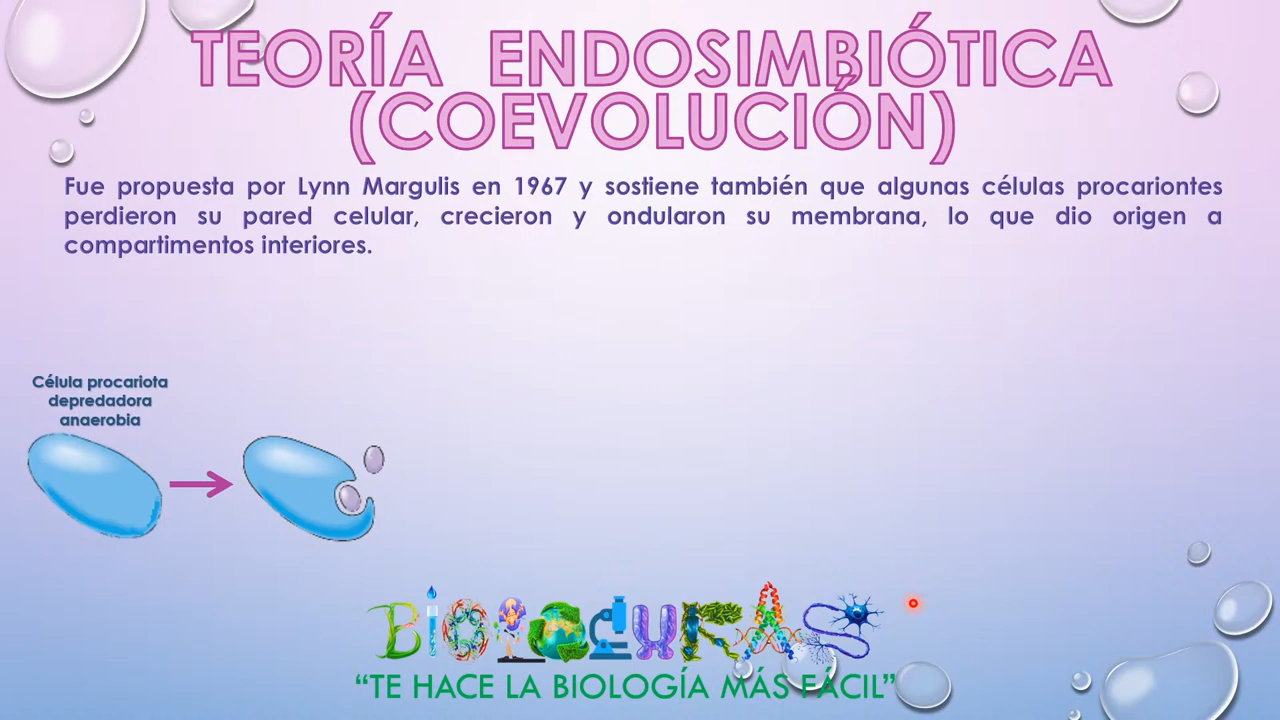 TEORÍA ENDOSIMBIÓTICA
(COEVOLUCIÓN)
Fue propuesta por Lynn Margulis en 1967 y sostiene también que algunas células procariontes
perdieron su pared celular, crecieron y ondularon su membrana, lo que dio origen a
compartimentos interiores.
Célula procariota
depredadora
anaerobia
BIOLOCURAS
“TE HACE LA BIOLOGÍA MÁS FÁCIL”